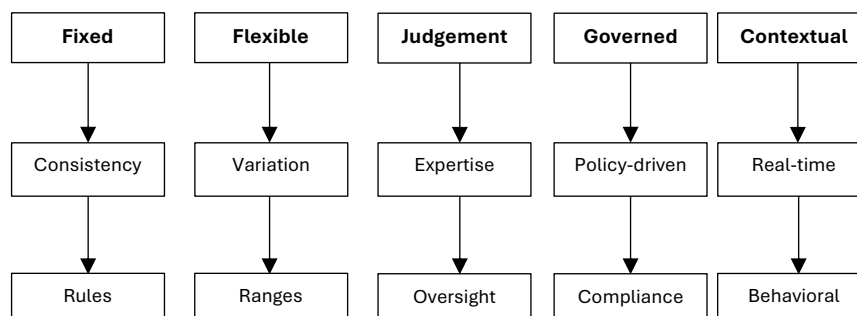 Fixed
Flexible
Judgement
Governed
Contextual
Consistency
Variation
Expertise
Policy-driven
Real-time
Rules
Ranges
Oversight
Compliance
Behavioral